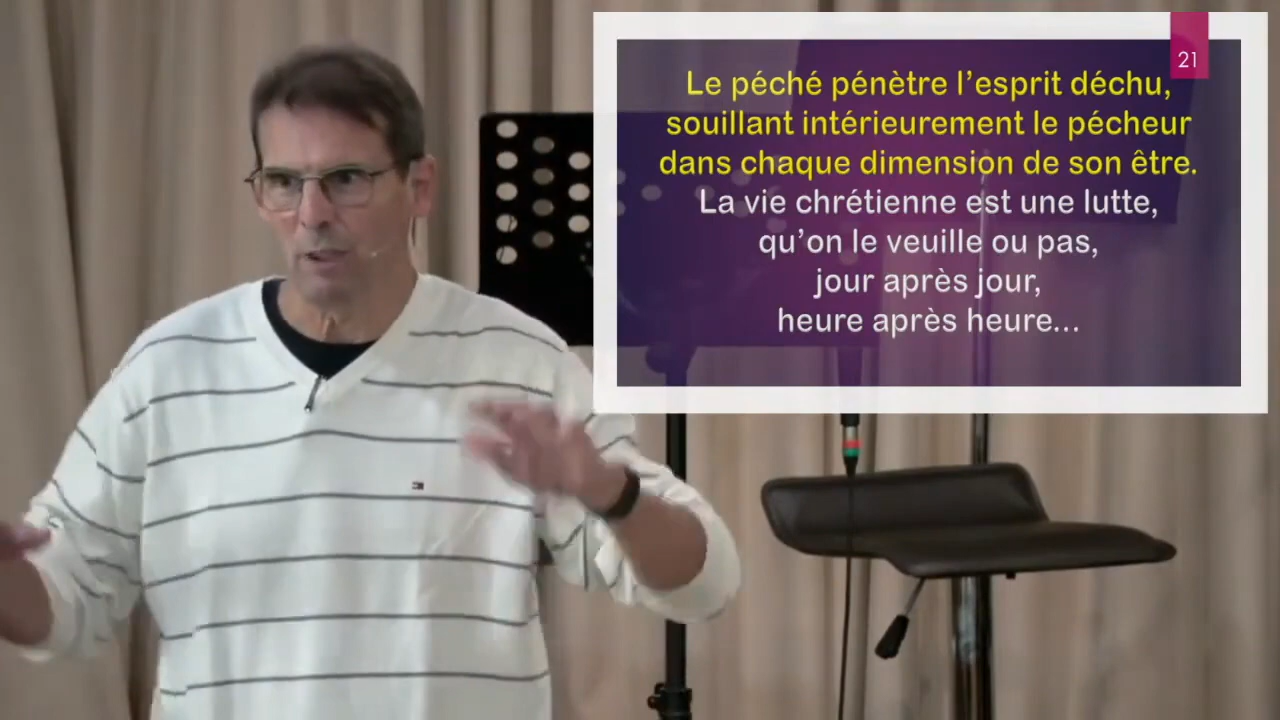 21
Le péché pénètre l’esprit déchu,
souillant intérieurement le pécheur
dans chaque dimension de son être.
La vie chrétienne est une lutte,
qu’on le veuille ou pas,
jour après jour,
heure après heure...